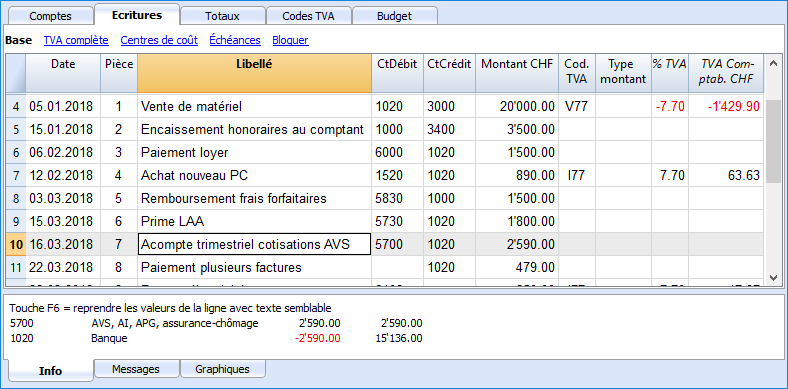 Comptes Ecritures Totaux Codes TVA Budget
Base TVA complète Centres de coût Échéances Bloquer
Date Pièce Libellé CtDébit CtCrédit Montant CHF Cod. TVA Type montant % TVA TVA Com-ptab. CHF
4 05.01.2018 1 Vente de matériel 1020 3000 20'000.00 V77 -7.70 -1'429.90
5 15.01.2018 2 Encaissement honoraires au comptant 1000 3400 3'500.00
6 06.02.2018 3 Paiement loyer 6000 1020 1'500.00
7 12.02.2018 4 Achat nouveau PC 1520 1020 890.00 I77 7.70 63.63
8 03.03.2018 5 Remboursement frais forfaitaires 5830 1000 1'500.00
9 15.03.2018 6 Prime LAA 5730 1020 1'800.00
10 16.03.2018 7 Acompte trimestriel cotisations AVS 5700 1020 2'590.00
11 22.03.2018 8 Paiement plusieurs factures 1020 479.00
Touche F6 = reprendre les valeurs de la ligne avec texte semblable
5700 AVS, AI, APG, assurance-chômage 2'590.00 2'590.00
1020 Banque -2'590.00 15'136.00
Info Messages Graphiques